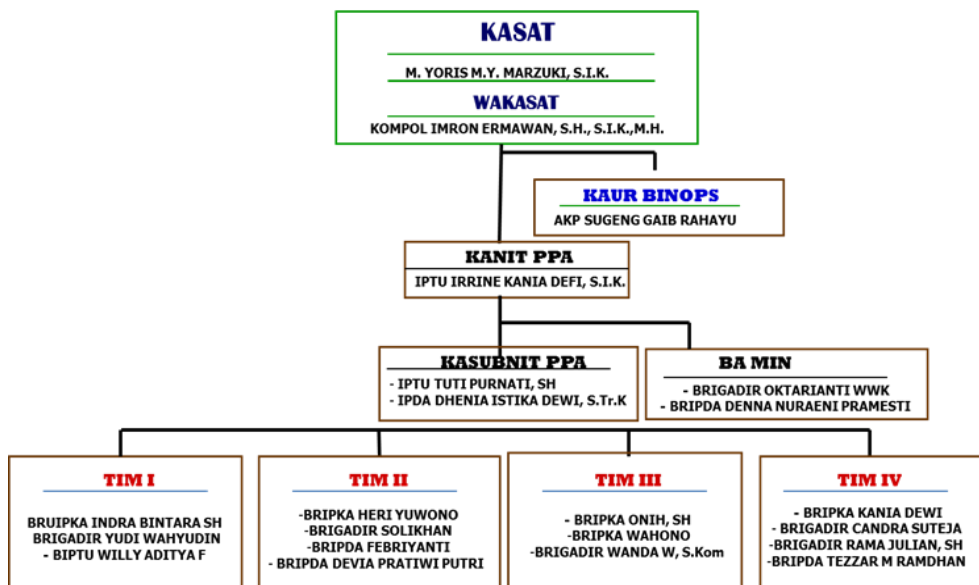 KASAT
M. YORIS M.Y. MARZUKI, S.I.K.
WAKASAT
KOMPOL IMRON ERMAWAN, S.H., S.I.K.,M.H.
KAUR BINOPS
AKP SUGENG GAIB RAHAYU
KANIT PPA
IPTU IRRINE KANIA DEFI, S.I.K.
KASUBNIT PPA
- IPTU TUTI PURNATI, SH
- IPDA DHENIA ISTIKA DEWI, S.Tr.K
BA MIN
- BRIGADIR OKTARIANTI WWK
- BRIPDA DENNA NURAENI PRAMESTI
TIM I
BRUIPKA INDRA BINTARA SH
BRIGADIR YUDI WAHYUDIN
- BIPTU WILLY ADITYA F
TIM II
-BRIPKA HERI YUWONO
-BRIGADIR SOLIKHAN
- BRIPDA FEBRIYANTI
- BRIPDA DEVIA PRATIWI PUTRI
TIM III
- BRIPKA ONIH, SH
- BRIPKA WAHONO
-BRIGADIR WANDA W, S.Kom
TIM IV
- BRIPKA KANIA DEWI
- BRIGADIR CANDRA SUTEJA
-BRIGADIR RAMA JULIAN, SH
-BRIPDA TEZZAR M RAMDHAN